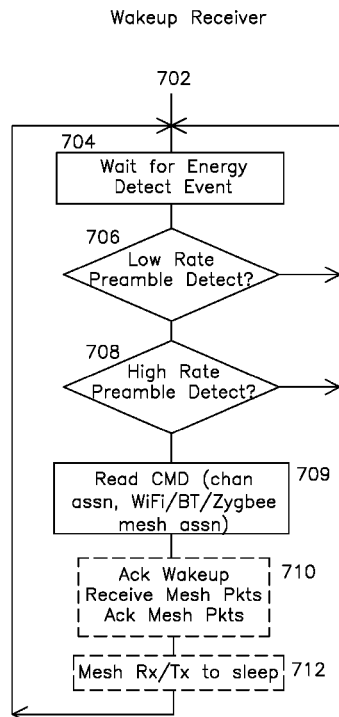 Wakeup Receiver
702
704
Wait for Energy
Detect Event
706
Low Rate
Preamble Detect?
708
High Rate
Preamble Detect?
Read CMD (chan
assn, WiFi/BT/Zygbee
mesh assn)
709
Ack Wakeup
Receive Mesh Pkts
Ack Mesh Pkts
710
Mesh Rx/Tx to sleep
712